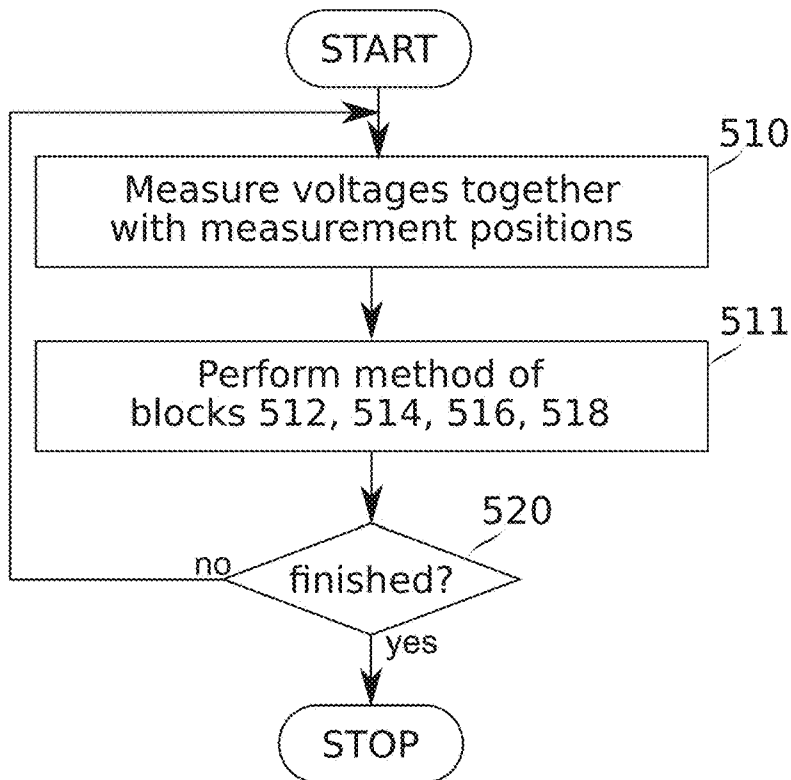 START
510
Measure voltages together
with measurement positions
511
Perform method of
blocks 512, 514, 516, 518
520
no
finished?
yes
STOP